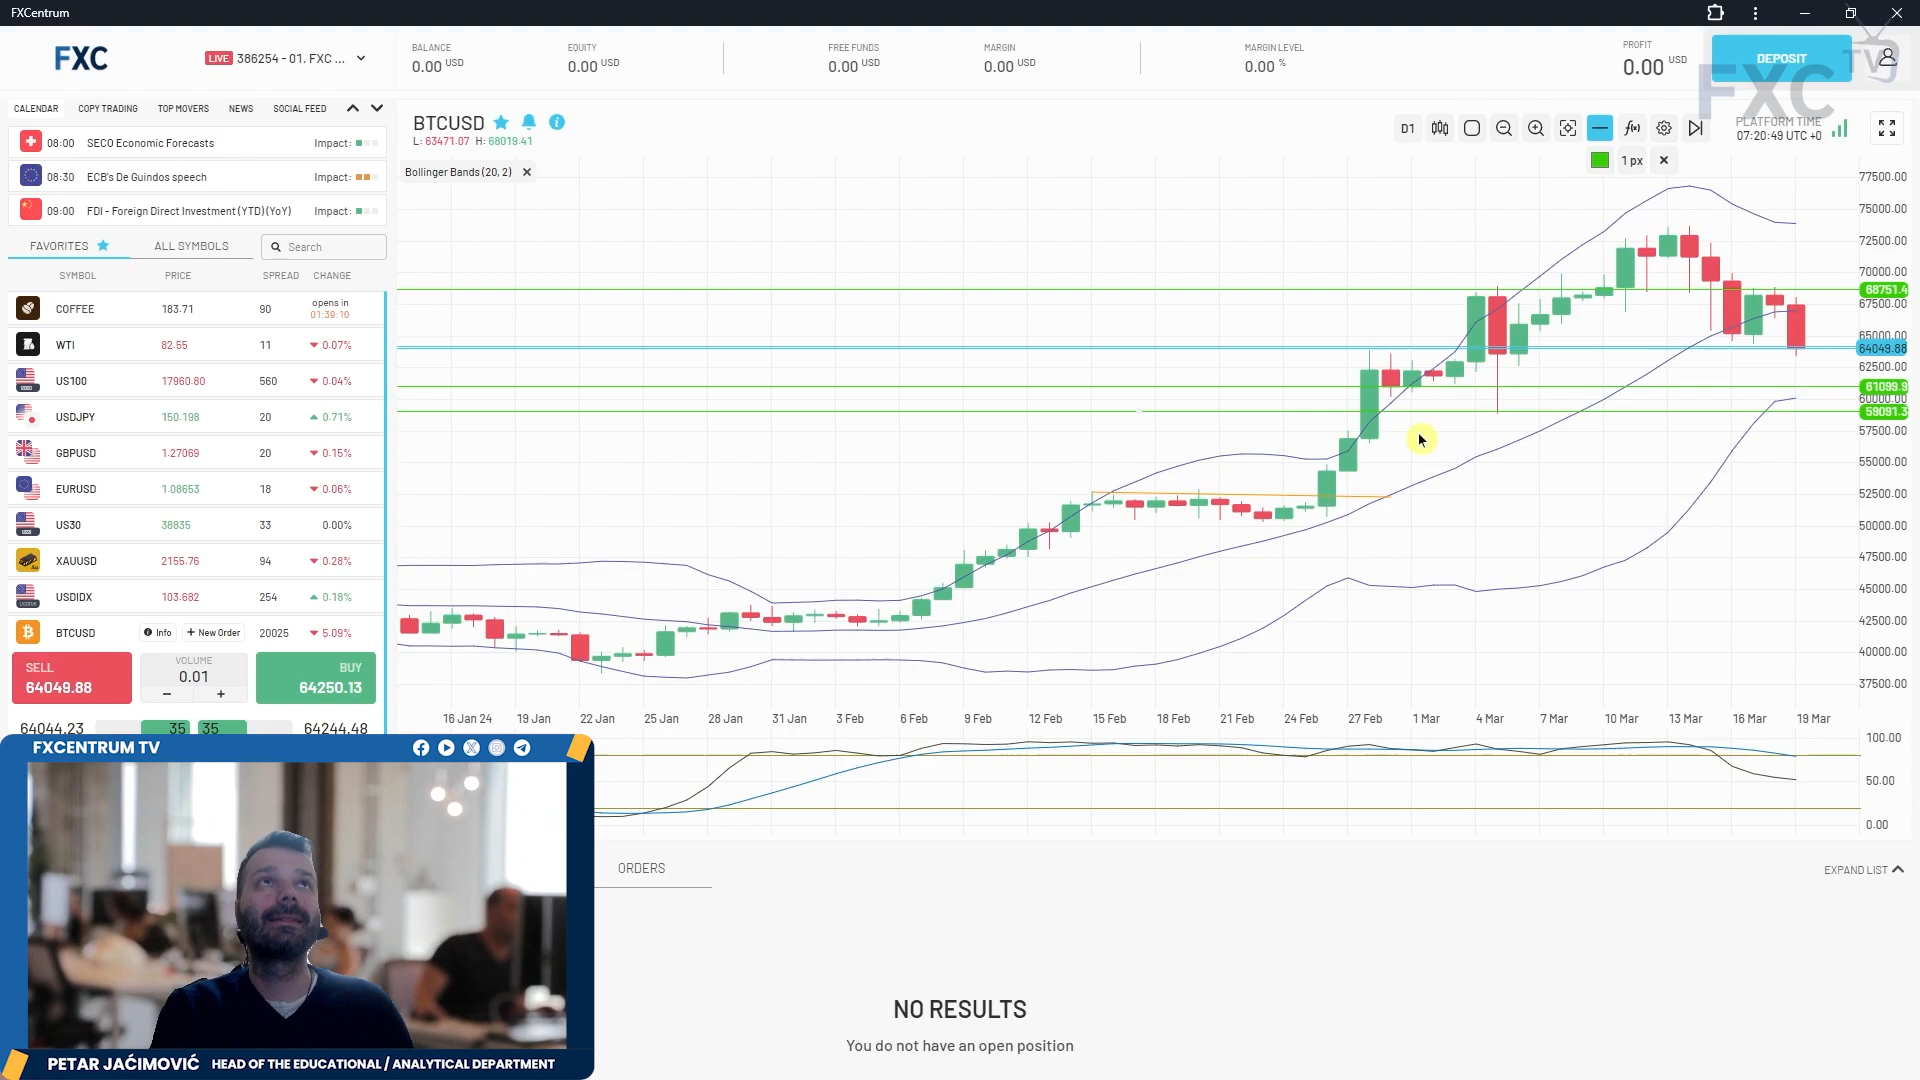 FXCentrum
FXC
LIVE 386254 - 01. FXC ...
BALANCE
0.00 USD
EQUITY
0.00 USD
FREE FUNDS
0.00 USD
MARGIN
0.00 USD
MARGIN LEVEL
0.00 %
PROFIT
0.00 USD
DEPOSIT
FXC TV
CALENDAR COPY TRADING TOP MOVERS NEWS SOCIAL FEED
08:00 SECO Economic Forecasts Impact:
08:30 ECB's De Guindos speech Impact:
09:00 FDI - Foreign Direct Investment (YTD) (YoY) Impact:
FAVORITES ALL SYMBOLS Search
SYMBOL PRICE SPREAD CHANGE
COFFEE 183.71 90 opens in 01:39:10
WTI 82.55 11 0.07%
US100 17960.80 560 0.04%
USDJPY 150.198 20 0.71%
GBPUSD 1.27069 20 0.15%
EURUSD 1.08653 18 0.06%
US30 38835 33 0.00%
XAUUSD 2155.76 94 0.28%
USDIDX 103.682 254 0.18%
BTCUSD Info + New Order 20025 5.09%
SELL
64049.88
VOLUME
0.01
− +
BUY
64250.13
64044.23 35 35 64244.48
BTCUSD
L: 63471.07 H: 68019.41
Bollinger Bands (20, 2)
D1
f(x)
1 px
PLATFORM TIME
07:20:49 UTC +0
77500.00
75000.00
72500.00
70000.00
68751.4
67500.00
65000.00
64049.88
62500.00
61099.9
60000.00
59091.3
57500.00
55000.00
52500.00
50000.00
47500.00
45000.00
42500.00
40000.00
37500.00
16 Jan 24 19 Jan 22 Jan 25 Jan 28 Jan 31 Jan 3 Feb 6 Feb 9 Feb 12 Feb 15 Feb 18 Feb 21 Feb 24 Feb 27 Feb 1 Mar 4 Mar 7 Mar 10 Mar 13 Mar 16 Mar 19 Mar
100.00
50.00
0.00
ORDERS
EXPAND LIST
NO RESULTS
You do not have an open position
FXCENTRUM TV
PETAR JAĆIMOVIĆ HEAD OF THE EDUCATIONAL / ANALYTICAL DEPARTMENT